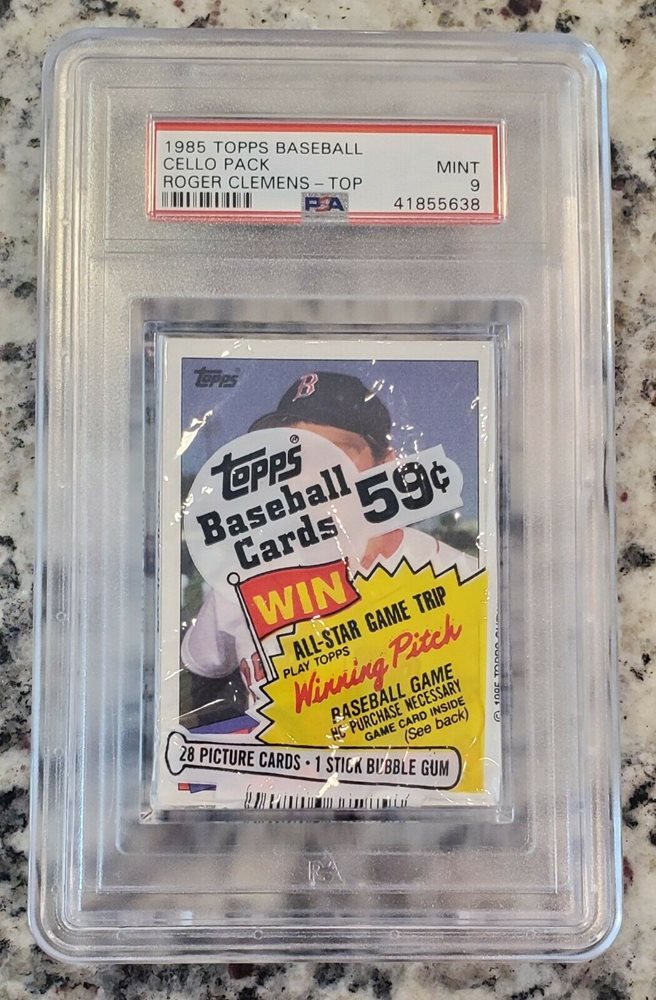 1985 TOPPS BASEBALL
CELLO PACK
MINT
ROGER CLEMENS - TOP
9
PSA
41855638
topps
B
topps®
Baseball
Cards
59¢
WIN
ALL-STAR GAME TRIP
PLAY TOPPS
Winning Pitch
BASEBALL GAME
NO PURCHASE NECESSARY
GAME CARD INSIDE
(See back)
28 PICTURE CARDS • 1 STICK BUBBLE GUM
PSA